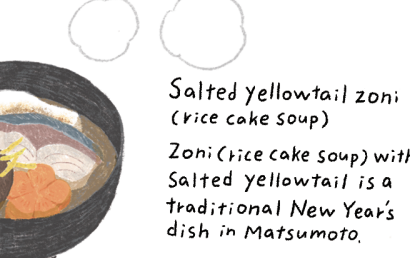 Salted yellowtail zoni
(rice cake soup)
Zoni (rice cake soup) with
Salted yellowtail is a
traditional New Year's
dish in Matsumoto.